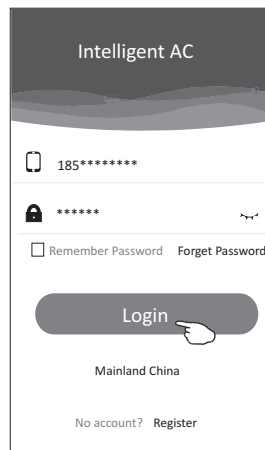 Intelligent AC
185********
******
Remember Password Forget Password
Login
Mainland China
No account? Register